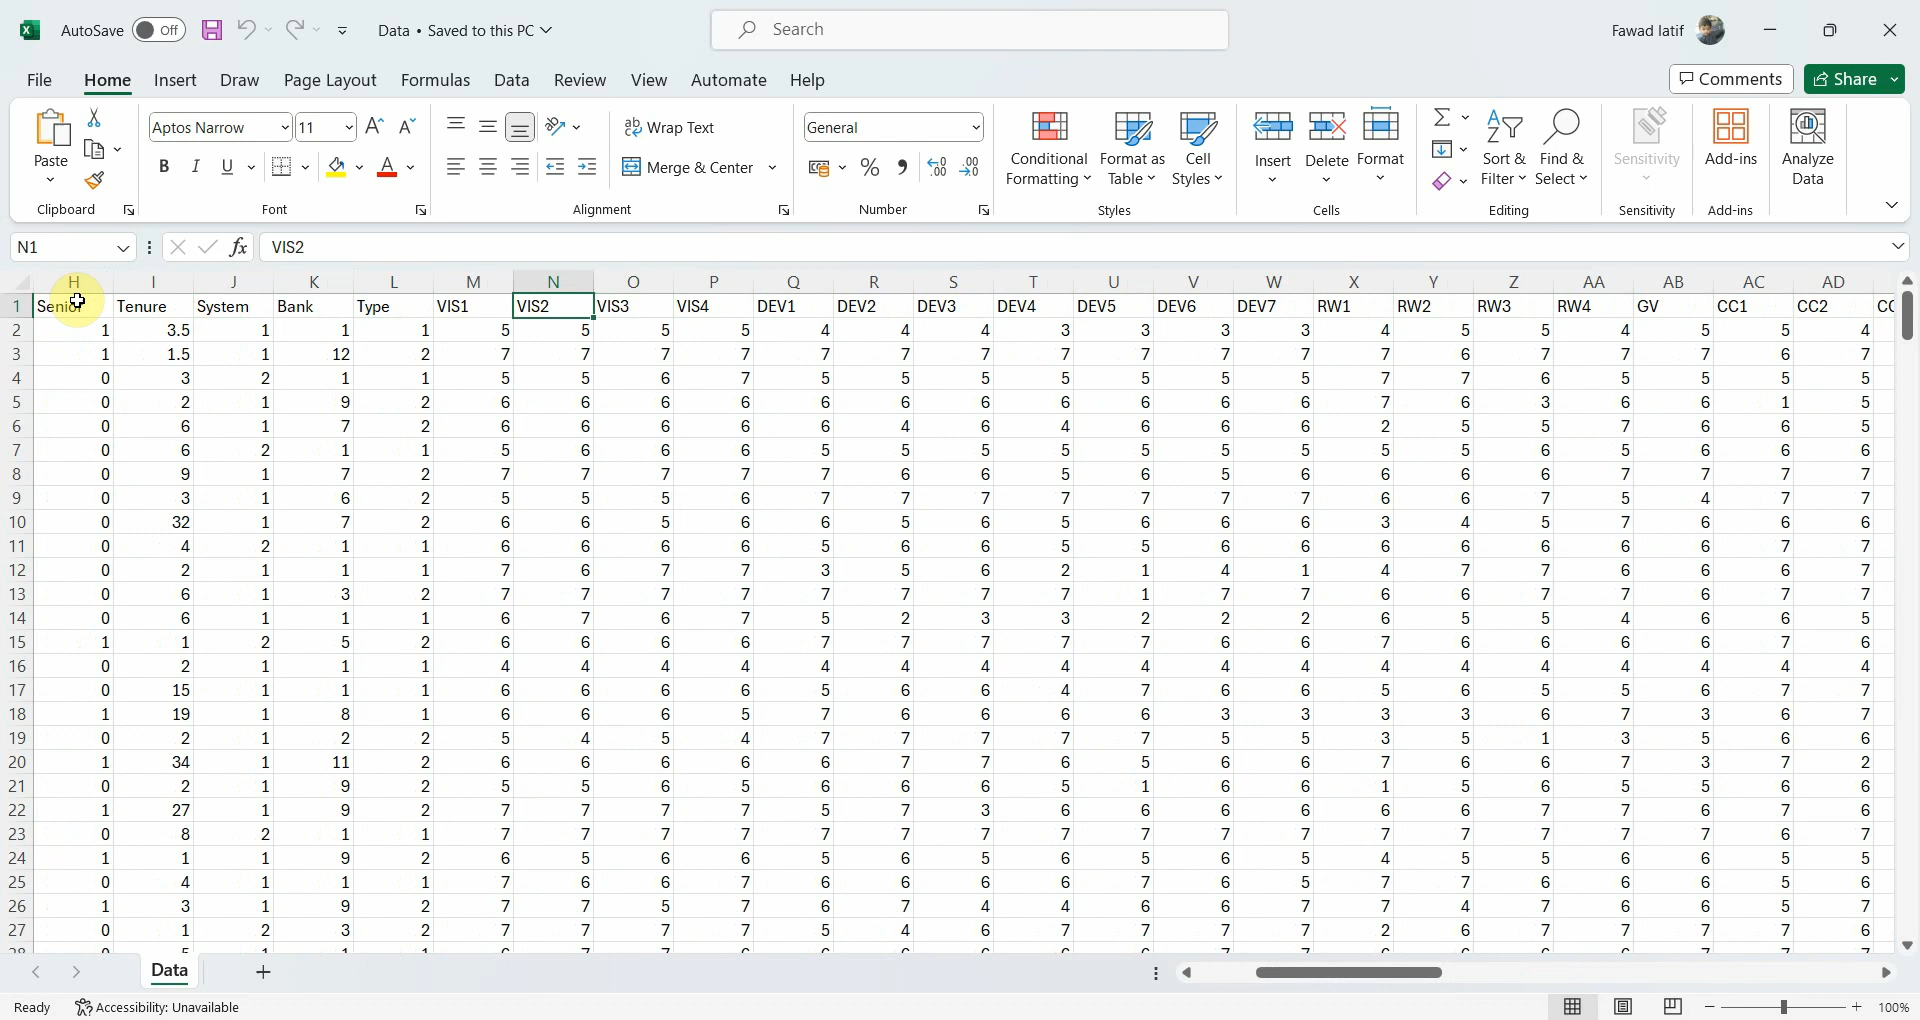 AutoSave Off Data • Saved to this PC Search Fawad latif
File Home Insert Draw Page Layout Formulas Data Review View Automate Help Comments Share
Paste Aptos Narrow 11 Wrap Text General Conditional Formatting Format as Table Cell Styles Insert Delete Format Sort & Filter Find & Select Sensitivity Add-ins Analyze Data
B I U Merge & Center
Clipboard Font Alignment Number Styles Cells Editing Sensitivity Add-ins
N1 fx VIS2
H I J K L M N O P Q R S T U V W X Y Z AA AB AC AD
1 Senior Tenure System Bank Type VIS1 VIS2 VIS3 VIS4 DEV1 DEV2 DEV3 DEV4 DEV5 DEV6 DEV7 RW1 RW2 RW3 RW4 GV CC1 CC2
2 1 3.5 1 1 1 5 5 5 5 4 4 4 3 3 3 3 4 5 5 4 5 5 4
3 1 1.5 1 12 2 7 7 7 7 7 7 7 7 7 7 7 7 6 7 7 7 6 7
4 0 3 2 1 1 5 5 6 7 5 5 5 5 5 5 5 7 7 6 5 5 5 5
5 0 2 1 9 2 6 6 6 6 6 6 6 6 6 6 6 7 6 3 6 6 1 5
6 0 6 1 7 2 6 6 6 6 6 4 6 4 6 6 6 2 5 5 7 6 6 5
7 0 6 2 1 1 5 6 6 6 5 5 5 5 5 5 5 5 5 6 5 6 6 6
8 0 9 1 7 2 7 7 7 7 7 6 6 5 6 5 6 6 6 6 7 7 7 7
9 0 3 1 6 2 5 5 5 6 7 7 7 7 7 7 7 6 6 7 5 4 7 7
10 0 32 1 7 2 6 6 5 6 6 5 6 5 6 6 6 3 4 5 7 6 6 6
11 0 4 2 1 1 6 6 6 6 5 6 6 5 5 6 6 6 6 6 6 6 7 7
12 0 2 1 1 1 7 6 7 7 3 5 6 2 1 4 1 4 7 7 6 6 6 7
13 0 6 1 3 2 7 7 7 7 7 7 7 7 1 7 7 6 6 7 7 6 7 7
14 0 6 1 1 1 6 7 6 7 5 2 3 3 2 2 2 6 5 5 4 6 6 5
15 1 1 2 5 2 6 6 6 6 7 7 7 7 7 6 6 7 6 6 6 6 7 6
16 0 2 1 1 1 4 4 4 4 4 4 4 4 4 4 4 4 4 4 4 4 4 4
17 0 15 1 1 1 6 6 6 6 5 6 6 4 7 6 6 5 6 5 5 6 7 7
18 1 19 1 8 1 6 6 6 5 7 6 6 6 6 3 3 3 3 6 7 3 6 7
19 0 2 1 2 2 5 4 5 4 7 7 7 7 7 5 5 3 5 1 3 5 6 6
20 1 34 1 11 2 6 6 6 6 6 7 7 6 5 6 6 7 6 6 7 3 7 2
21 0 2 1 9 2 5 5 6 5 6 6 6 5 1 6 6 1 5 6 5 5 6 6
22 1 27 1 9 2 7 7 7 7 5 7 3 6 6 6 6 6 6 7 7 6 7 6
23 0 8 2 1 1 7 7 7 7 7 7 7 7 7 7 7 7 7 7 7 7 6 7
24 1 1 1 9 2 6 5 6 6 5 6 5 6 5 6 5 4 5 5 6 6 5 5
25 0 4 1 1 1 7 6 6 7 6 6 6 6 7 6 5 7 7 6 6 6 5 6
26 1 3 1 9 2 7 7 5 7 6 7 4 4 6 6 7 7 4 7 6 6 5 7
27 0 1 2 3 2 7 7 7 7 5 4 6 7 7 7 7 2 6 7 7 7 7 6
Data
Ready Accessibility: Unavailable 100%